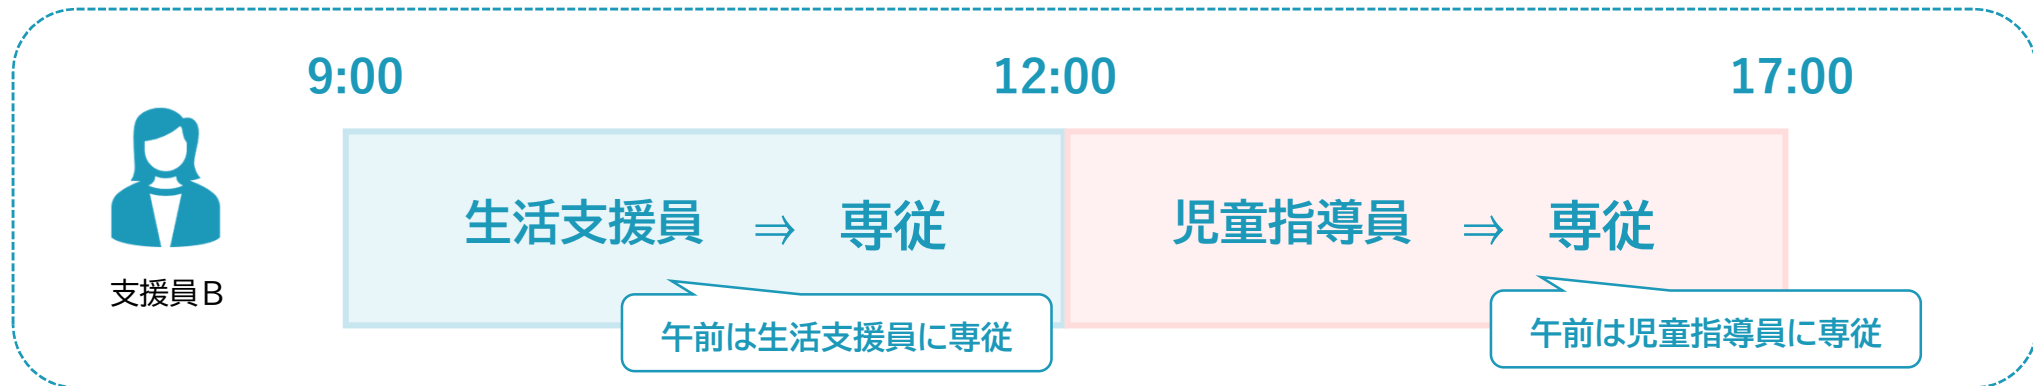 9:00
12:00
17:00
生活支援員 ⇒ 専従
児童指導員 ⇒ 専従
支援員B
午前は生活支援員に専従
午前は児童指導員に専従